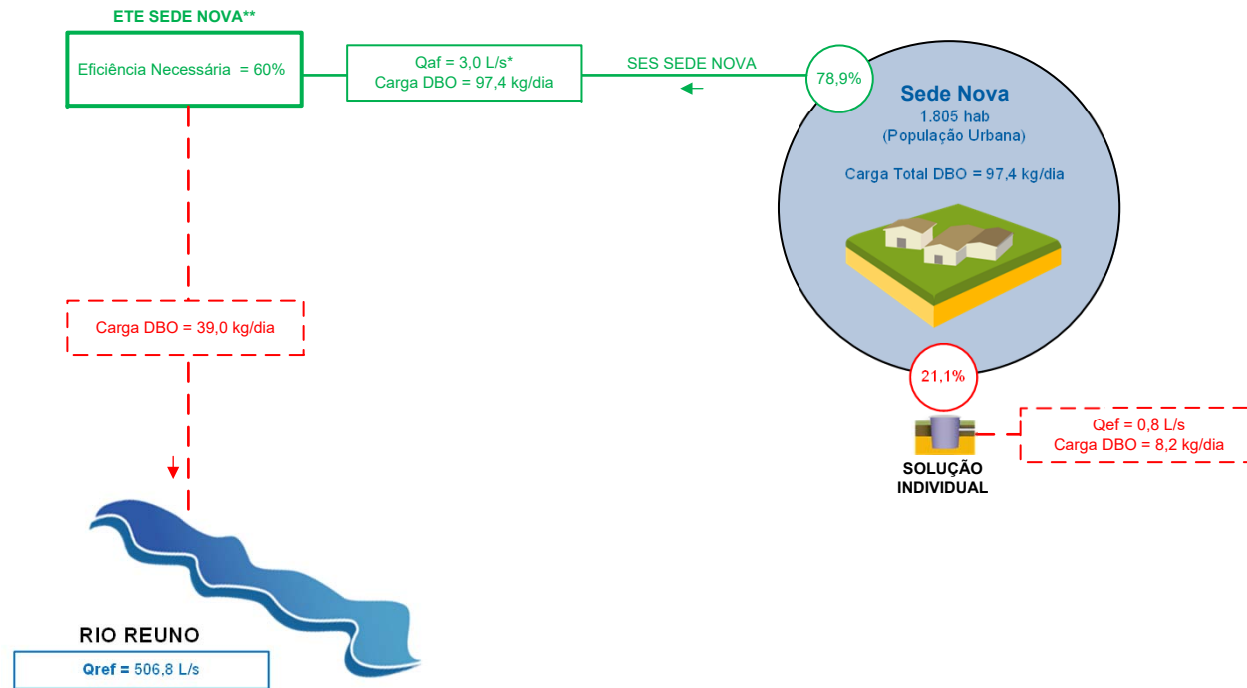 ETE SEDE NOVA**
Eficiência Necessária = 60%
Qaf = 3,0 L/s*
Carga DBO = 97,4 kg/dia
SES SEDE NOVA
78,9%
Sede Nova
1.805 hab
(População Urbana)
Carga Total DBO = 97,4 kg/dia
Carga DBO = 39,0 kg/dia
21,1%
Qef = 0,8 L/s
Carga DBO = 8,2 kg/dia
SOLUÇÃO
INDIVIDUAL
RIO REUNO
Qref = 506,8 L/s